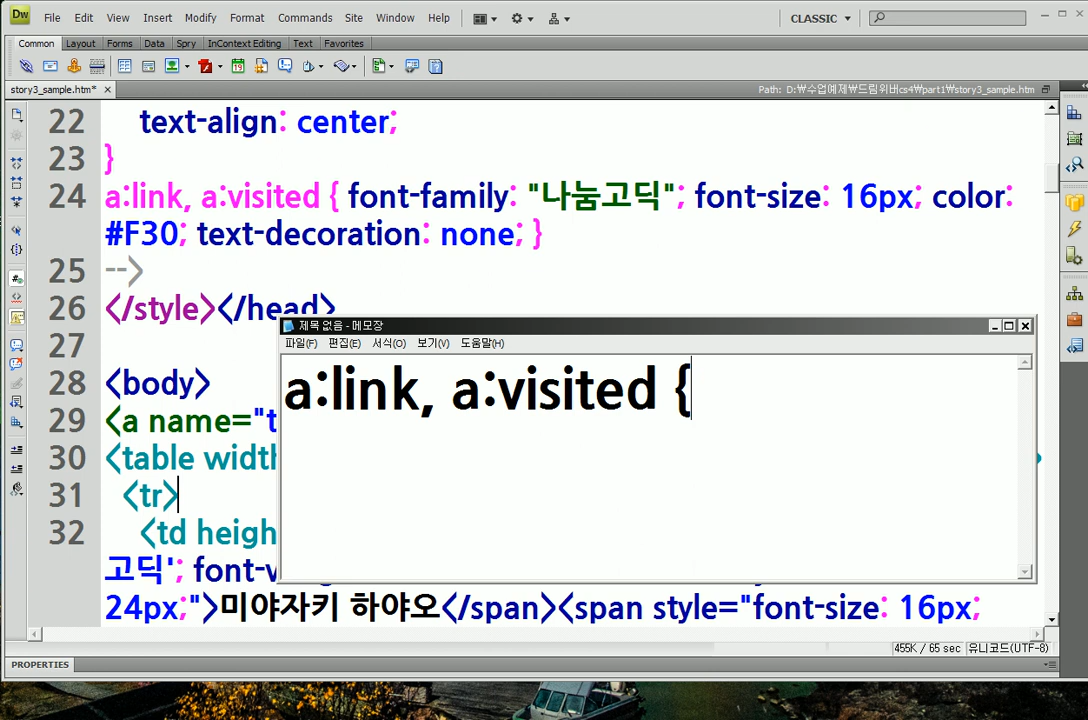 Dw File Edit View Insert Modify Format Commands Site Window Help CLASSIC
Common Layout Forms Data Spry InContext Editing Text Favorites
story3_sample.htm* Path: D:₩수업예제₩드림위버cs4₩part1₩story3_sample.htm
22 text-align: center;
23 }
24 a:link, a:visited { font-family: "나눔고딕"; font-size: 16px; color:
#F30; text-decoration: none; }
25 -->
26 </style></head>
제목 없음 - 메모장
파일(F) 편집(E) 서식(O) 보기(V) 도움말(H)
a:link, a:visited {
27
28 <body>
29 <a name="t
30 <table width
31 <tr>
32 <td heigh
고딕'; font-
24px;">미야자키 하야오</span><span style="font-size: 16px;
455K / 65 sec 유니코드(UTF-8)
PROPERTIES